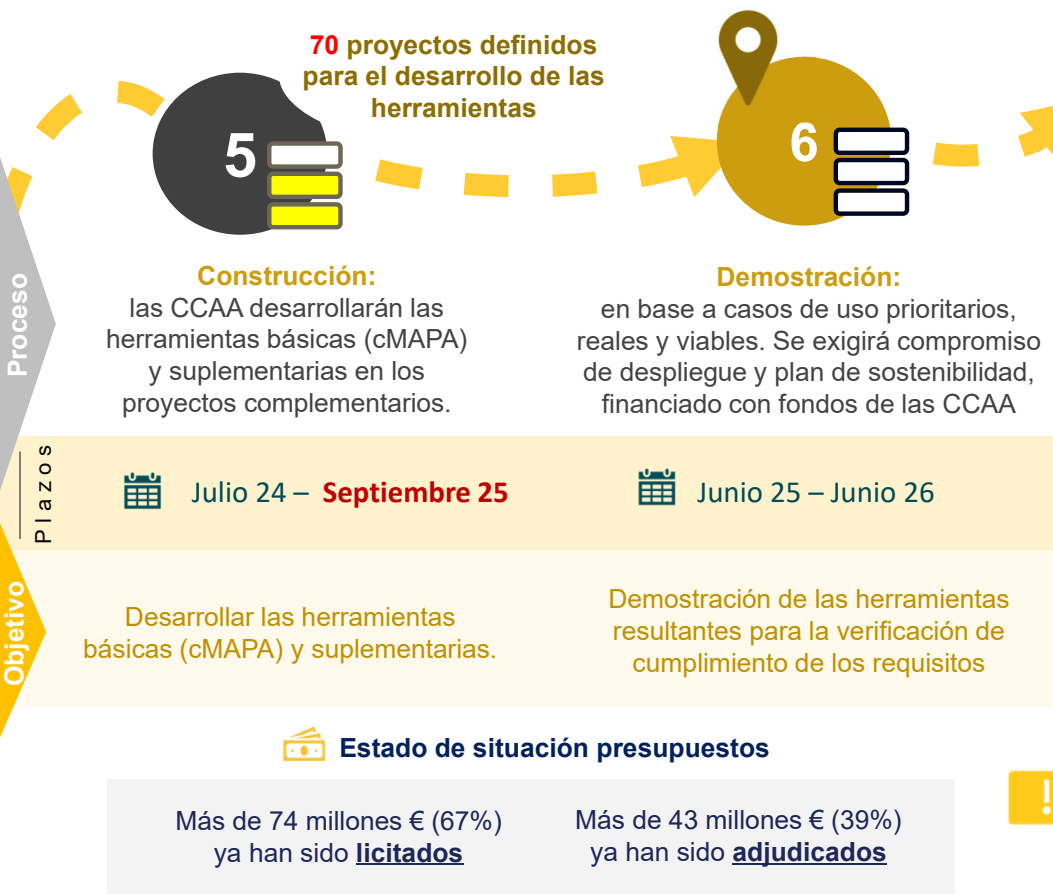 70 proyectos definidos
para el desarrollo de las
herramientas
5
6
Proceso
Construcción:
las CCAA desarrollarán las
herramientas básicas (cMAPA)
y suplementarias en los
proyectos complementarios.
Demostración:
en base a casos de uso prioritarios,
reales y viables. Se exigirá compromiso
de despliegue y plan de sostenibilidad,
financiado con fondos de las CCAA
Plazos
Julio 24 – Septiembre 25
Junio 25 – Junio 26
Objetivo
Desarrollar las herramientas
básicas (cMAPA) y suplementarias.
Demostración de las herramientas
resultantes para la verificación de
cumplimiento de los requisitos
Estado de situación presupuestos
Más de 74 millones € (67%)
ya han sido licitados
Más de 43 millones € (39%)
ya han sido adjudicados
!